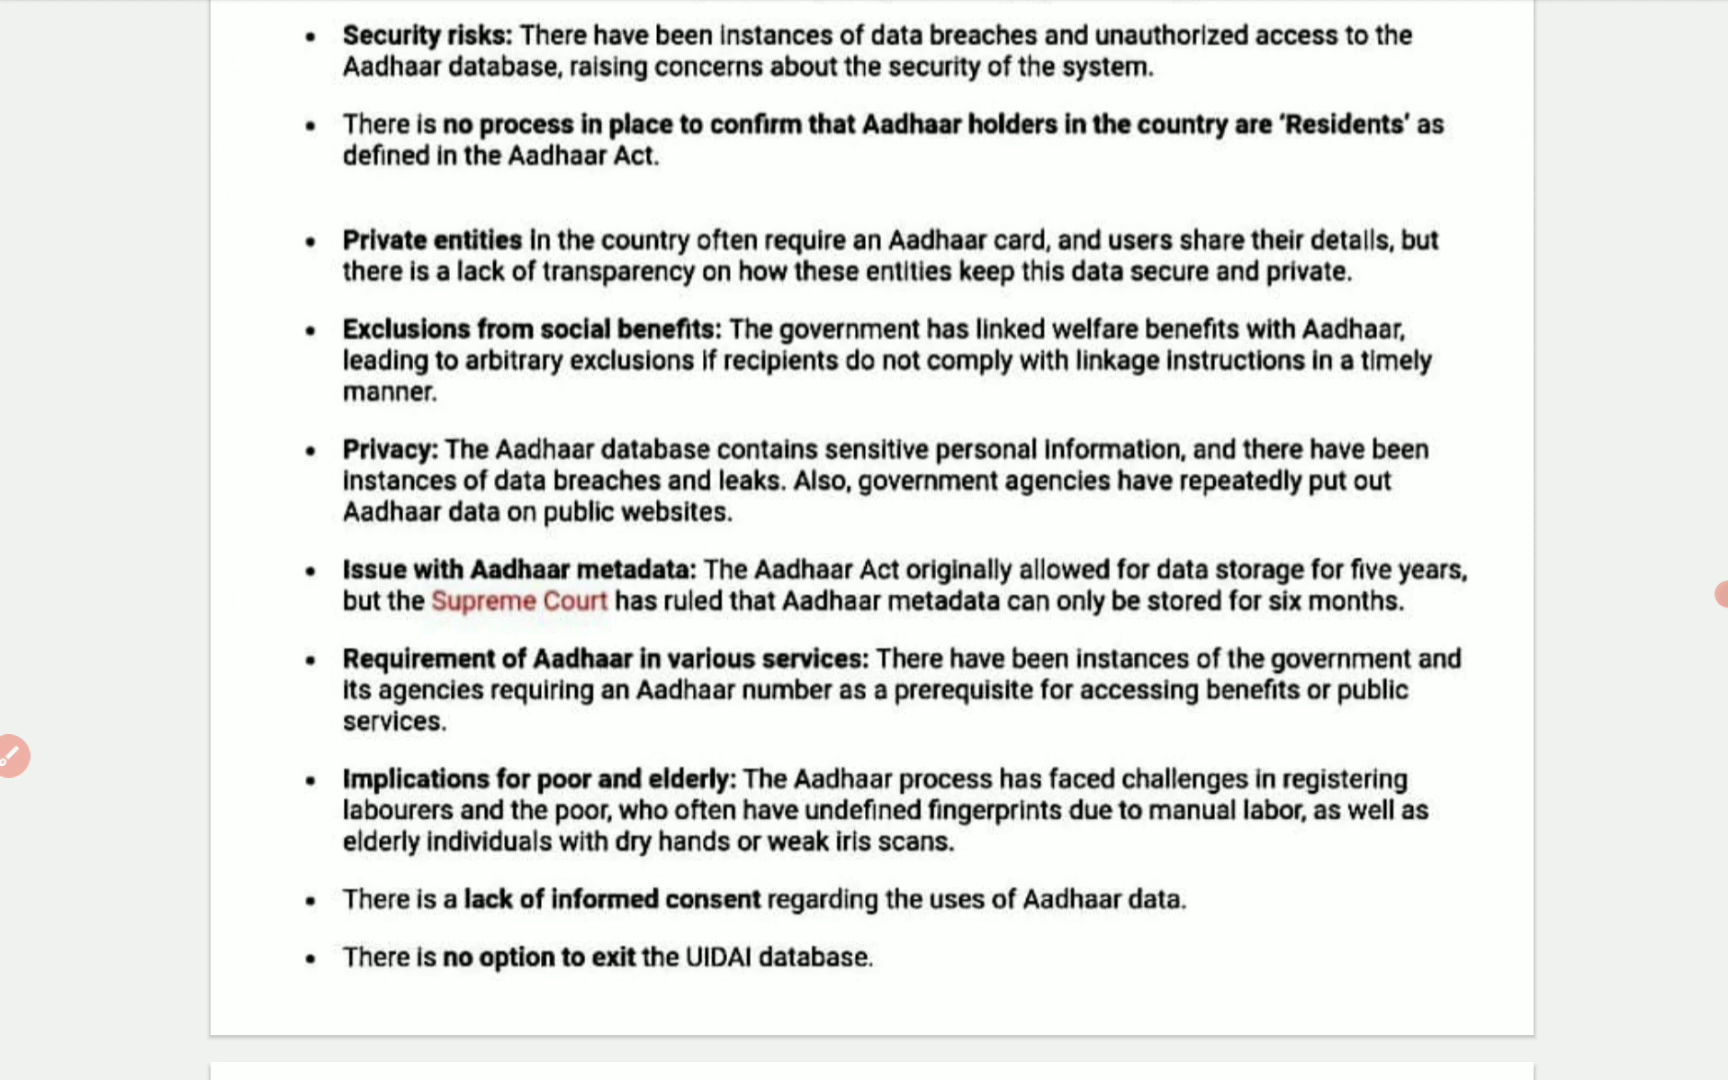 • Security risks: There have been instances of data breaches and unauthorized access to the
Aadhaar database, raising concerns about the security of the system.
• There is no process in place to confirm that Aadhaar holders in the country are ‘Residents’ as
defined in the Aadhaar Act.
• Private entities in the country often require an Aadhaar card, and users share their details, but
there is a lack of transparency on how these entities keep this data secure and private.
• Exclusions from social benefits: The government has linked welfare benefits with Aadhaar,
leading to arbitrary exclusions if recipients do not comply with linkage instructions in a timely
manner.
• Privacy: The Aadhaar database contains sensitive personal information, and there have been
instances of data breaches and leaks. Also, government agencies have repeatedly put out
Aadhaar data on public websites.
• Issue with Aadhaar metadata: The Aadhaar Act originally allowed for data storage for five years,
but the Supreme Court has ruled that Aadhaar metadata can only be stored for six months.
• Requirement of Aadhaar in various services: There have been instances of the government and
its agencies requiring an Aadhaar number as a prerequisite for accessing benefits or public
services.
• Implications for poor and elderly: The Aadhaar process has faced challenges in registering
labourers and the poor, who often have undefined fingerprints due to manual labor, as well as
elderly individuals with dry hands or weak iris scans.
• There is a lack of informed consent regarding the uses of Aadhaar data.
• There is no option to exit the UIDAI database.